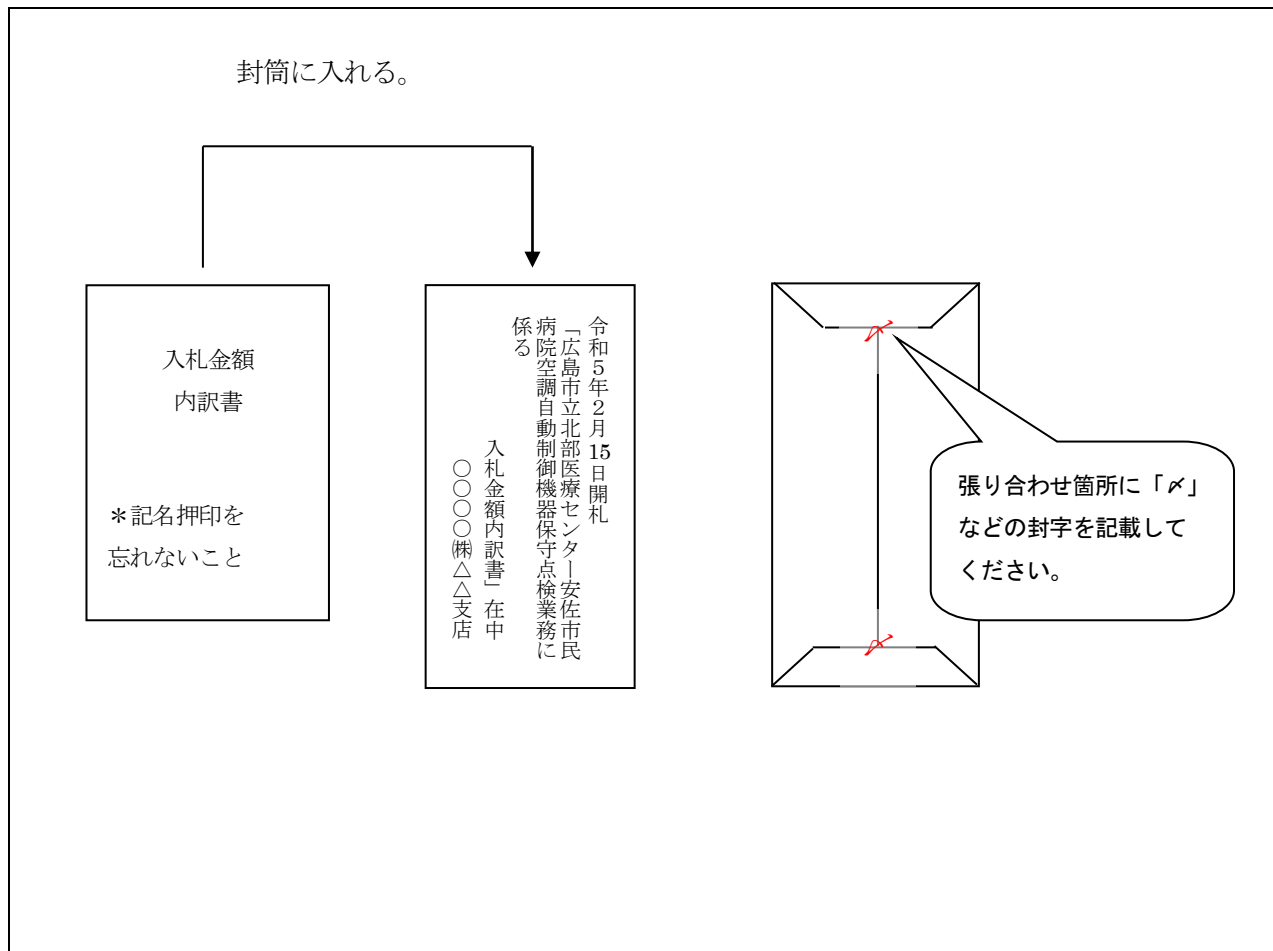 封筒に入れる。
入札金額
内訳書
＊記名押印を
忘れないこと
令和５年２月15日開札
「広島市立北部医療センター安佐市民
病院空調自動制御機器保守点検業務に
係る
入札金額内訳書」在中
○○○○○㈱△△支店
〆
〆
張り合わせ箇所に「〆」
などの封字を記載して
ください。